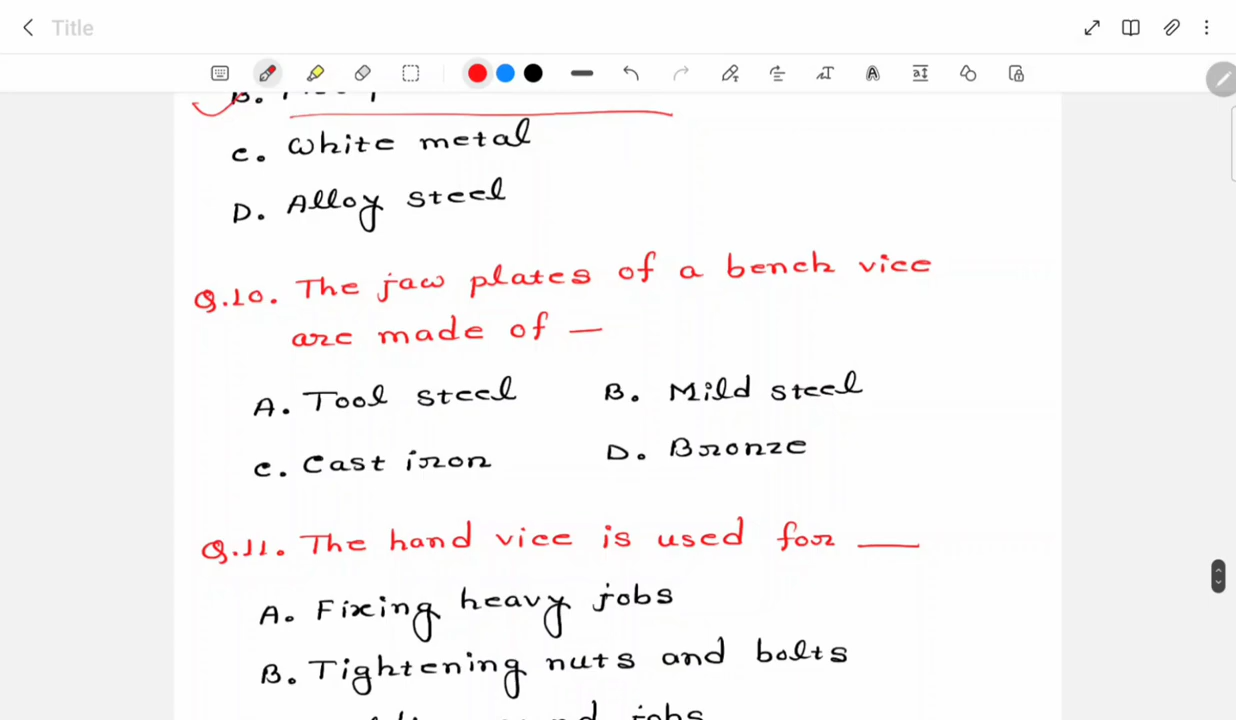 Title
C. White metal
D. Alloy steel
Q.10. The jaw plates of a bench vice
are made of —
A. Tool steel B. Mild steel
C. Cast iron D. Bronze
Q.11. The hand vice is used for ___
A. Fixing heavy jobs
B. Tightening nuts and bolts
jobs